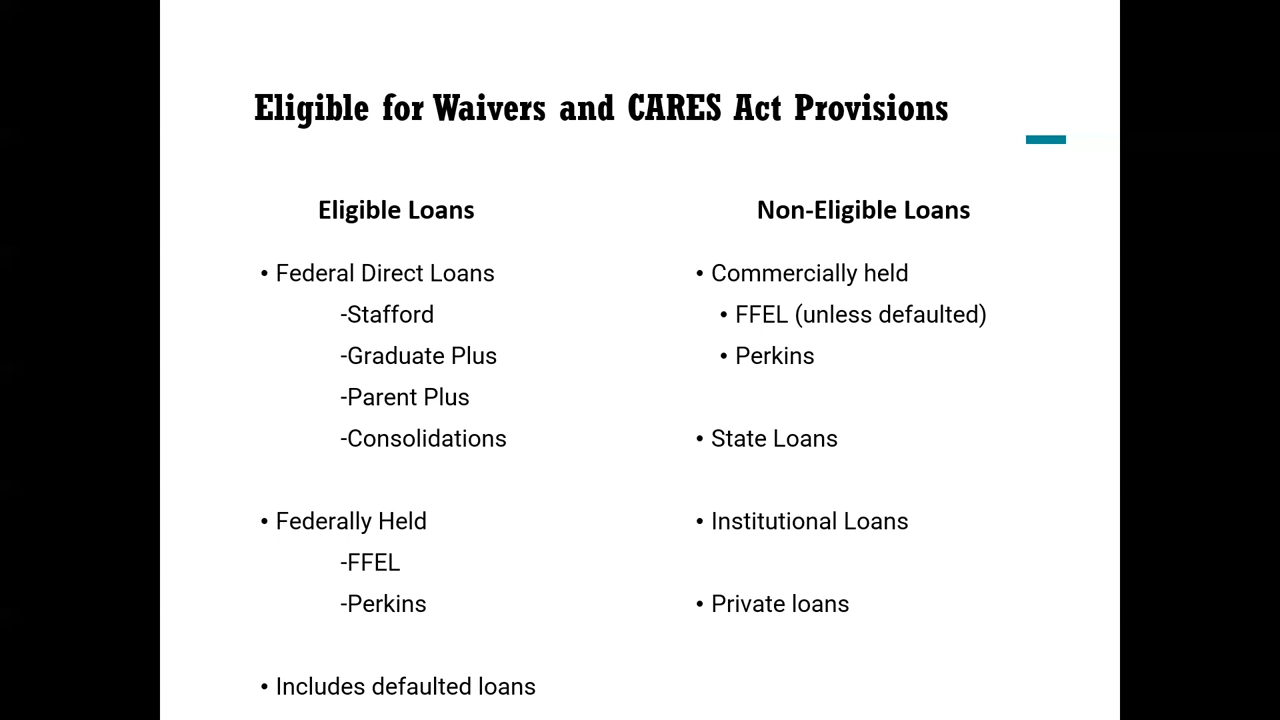 Eligible for Waivers and CARES Act Provisions
Eligible Loans
• Federal Direct Loans
-Stafford
-Graduate Plus
-Parent Plus
-Consolidations
• Federally Held
-FFEL
-Perkins
• Includes defaulted loans
Non-Eligible Loans
• Commercially held
• FFEL (unless defaulted)
• Perkins
• State Loans
• Institutional Loans
• Private loans